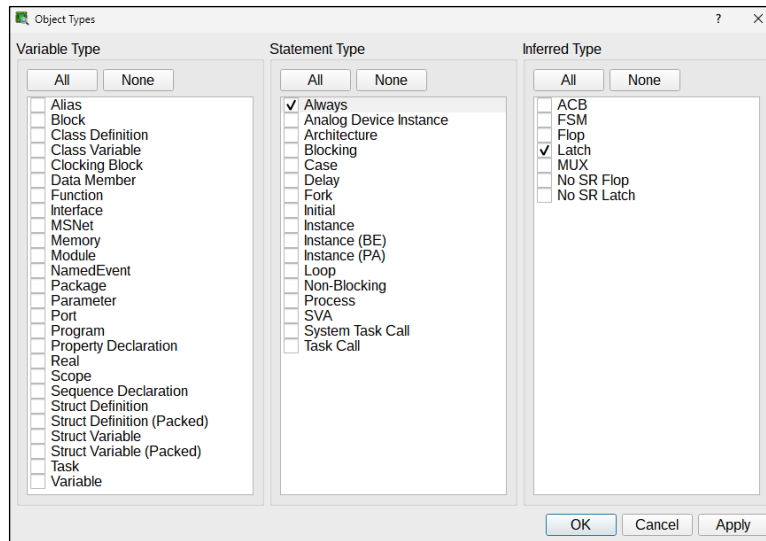 Object Types
? ×
Variable Type
All None
Alias
Block
Class Definition
Class Variable
Clocking Block
Data Member
Function
Interface
MSNet
Memory
Module
NamedEvent
Package
Parameter
Port
Program
Property Declaration
Real
Scope
Sequence Declaration
Struct Definition
Struct Definition (Packed)
Struct Variable
Struct Variable (Packed)
Task
Variable
Statement Type
All None
Always
Analog Device Instance
Architecture
Blocking
Case
Delay
Fork
Initial
Instance
Instance (BE)
Instance (PA)
Loop
Non-Blocking
Process
SVA
System Task Call
Task Call
Inferred Type
All None
ACB
FSM
Flop
Latch
MUX
No SR Flop
No SR Latch
OK Cancel Apply